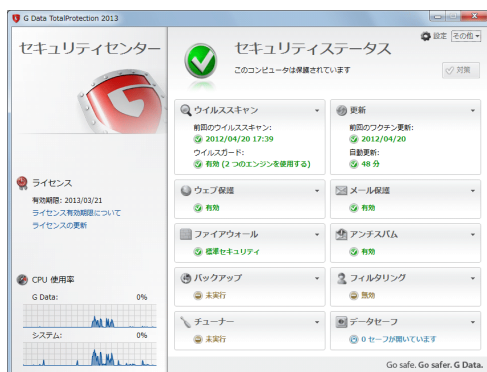 G Data TotalProtection 2013
設定 その他
セキュリティセンター
セキュリティステータス
このコンピュータは保護されています
対策
ライセンス
有効期限: 2013/03/21
ライセンス有効期限について
ライセンスの更新
CPU 使用率
G Data: 0%
システム: 0%
ウイルススキャン
前回のウイルススキャン:
2012/04/20 17:39
ウイルスガード:
有効 (2 つのエンジンを使用する)
更新
前回のワクチン更新:
2012/04/20
自動更新:
48 分
ウェブ保護
有効
メール保護
有効
ファイアウォール
標準セキュリティ
アンチスパム
有効
バックアップ
未実行
フィルタリング
無効
チューナー
未実行
データセーフ
0 セーフが開いています
Go safe. Go safer. G Data.